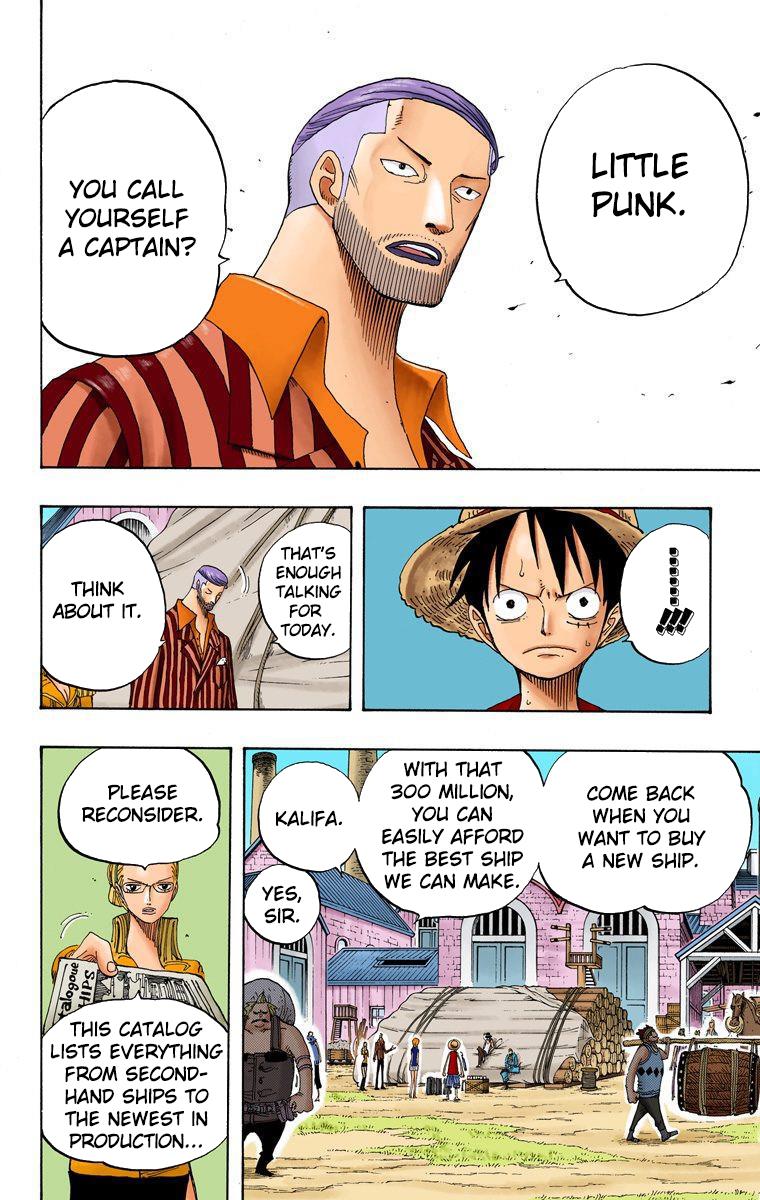 LITTLE
PUNK.
YOU CALL
YOURSELF
A CAPTAIN?
........!!!
THAT'S
ENOUGH
TALKING
FOR
TODAY.
THINK
ABOUT IT.
COME BACK
WHEN YOU
WANT TO BUY
A NEW SHIP.
WITH THAT
300 MILLION,
YOU CAN
EASILY AFFORD
THE BEST SHIP
WE CAN MAKE.
KALIFA.
YES,
SIR.
PLEASE
RECONSIDER.
alogue
HIPS
THIS CATALOG
LISTS EVERYTHING
FROM SECOND-
HAND SHIPS TO
THE NEWEST IN
PRODUCTION...